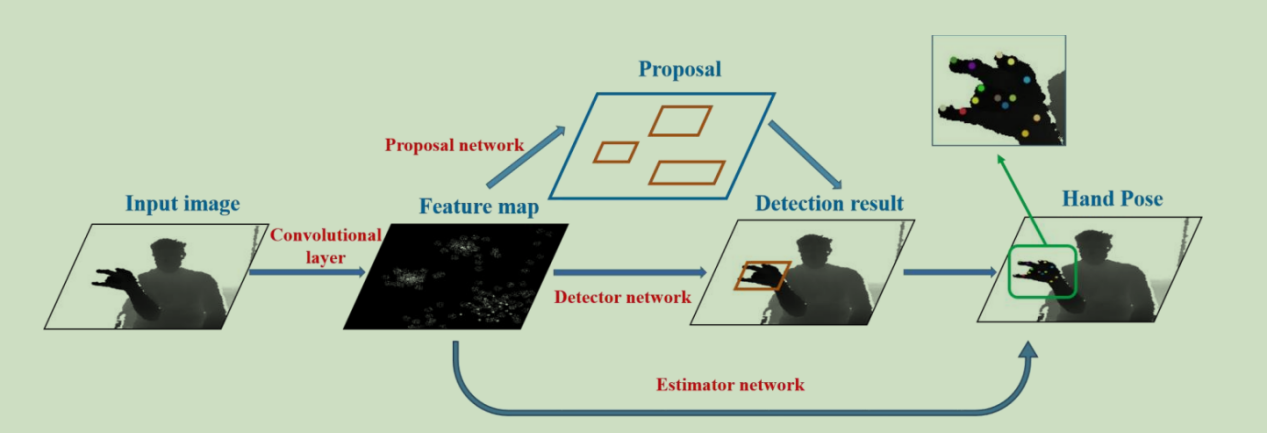 Proposal
Proposal network
Input image
Feature map
Detection result
Hand Pose
Convolutional
layer
Detector network
Estimator network